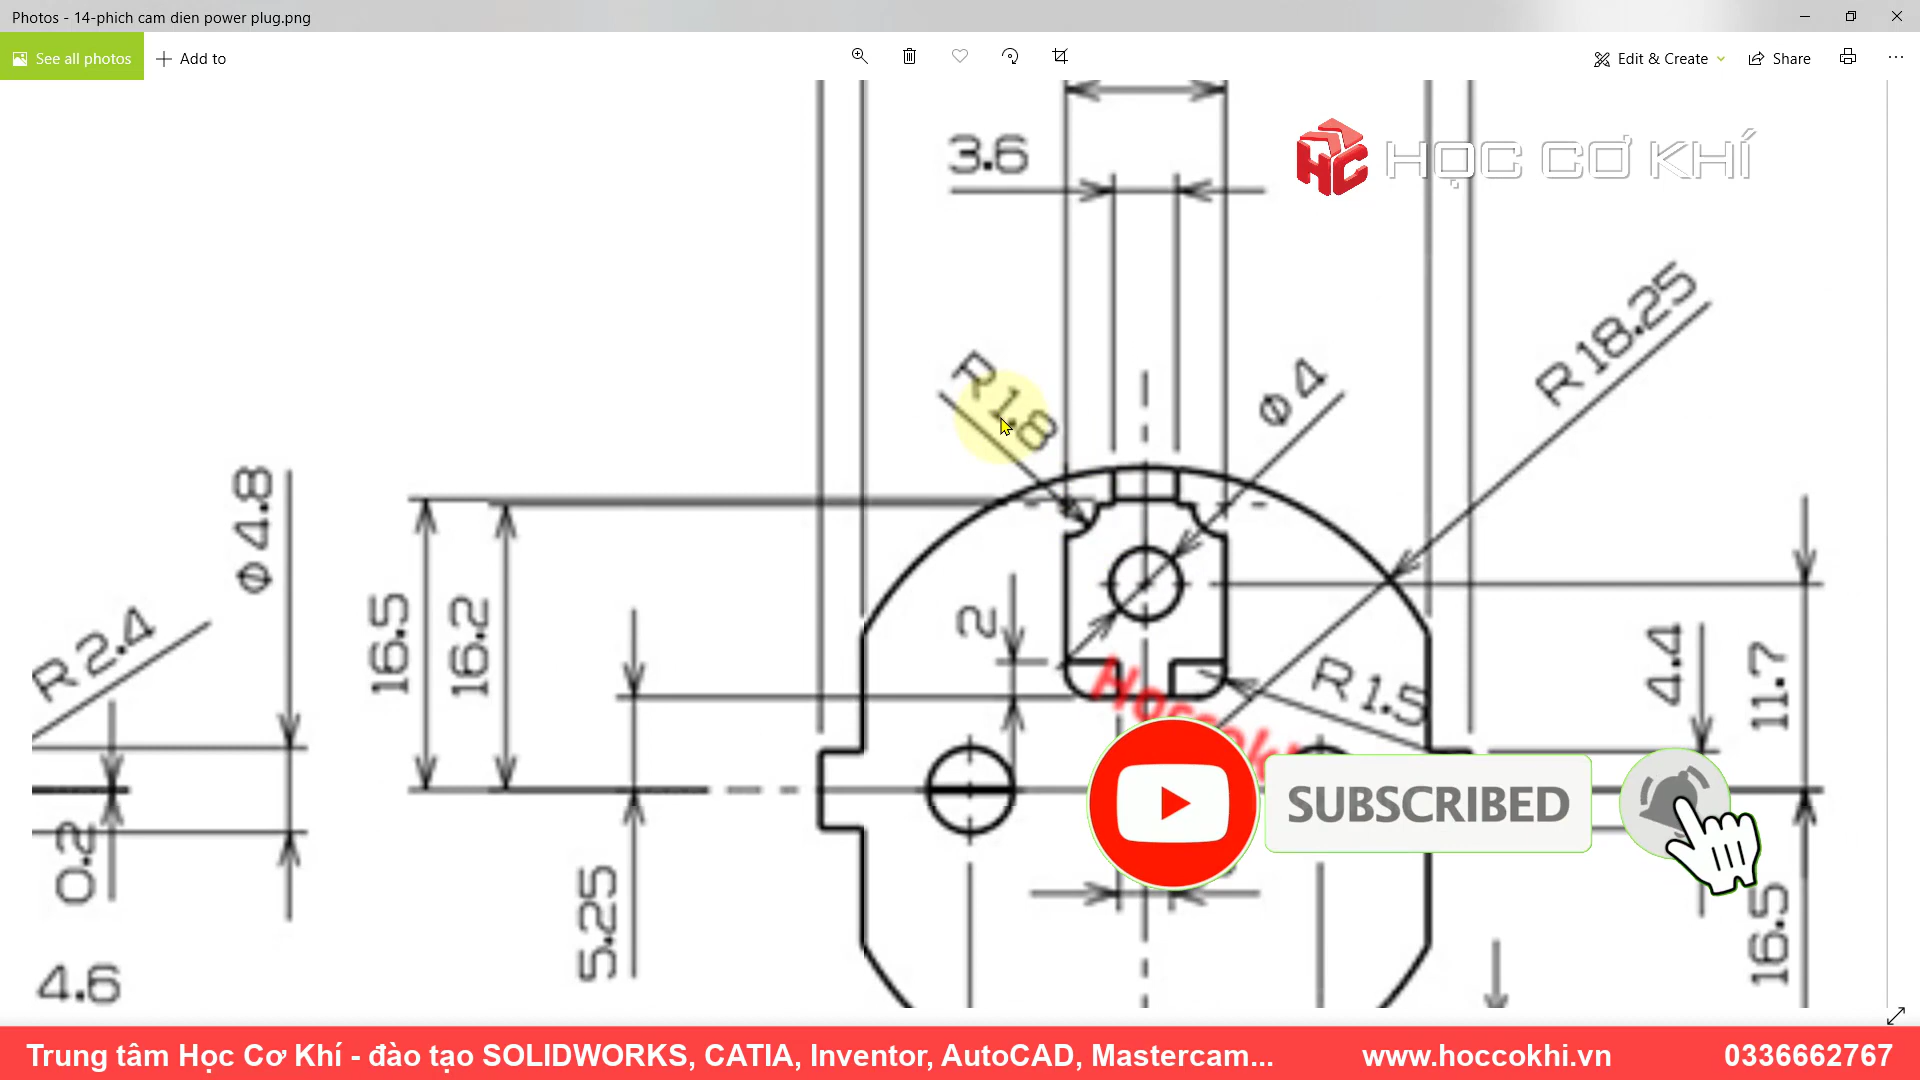 Photos - 14-phich cam dien power plug.png
See all photos
Add to
Edit & Create
Share
3.6
HC HỌC CƠ KHÍ
R 18.25
R 1.8
Φ 4
Φ 4.8
R 2.4
16.5
16.2
2
R 1.5
4.4
11.7
Hoccokh
SUBSCRIBED
0.2
5.25
16.5
4.6
Trung tâm Học Cơ Khí - đào tạo SOLIDWORKS, CATIA, Inventor, AutoCAD, Mastercam...
www.hoccokhi.vn
0336662767